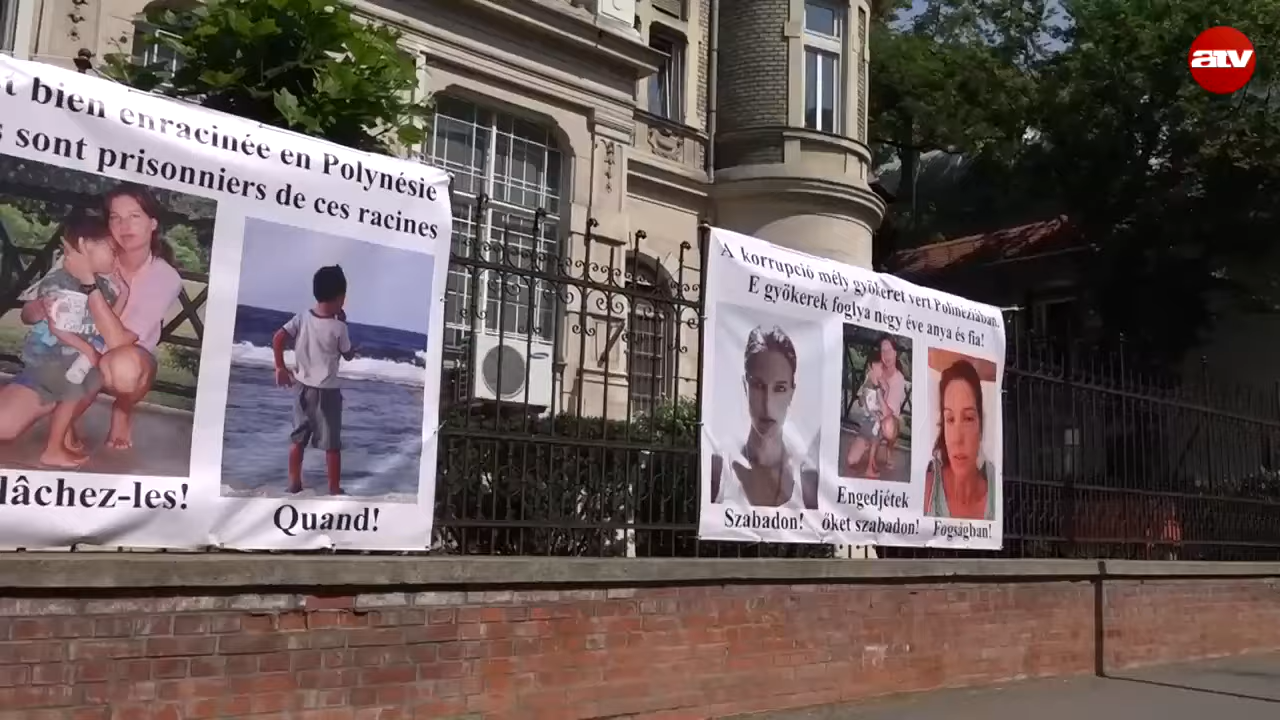 bien enracinée en Polynésie
sont prisonniers de ces racines
lâchez-les!
Quand!
A korrupció mély gyökeret vert Polinéziában.
E gyökerek foglya négy éve anya és fia!
Szabadon!
Engedjétek
őket szabadon!
Fogságban!
atv